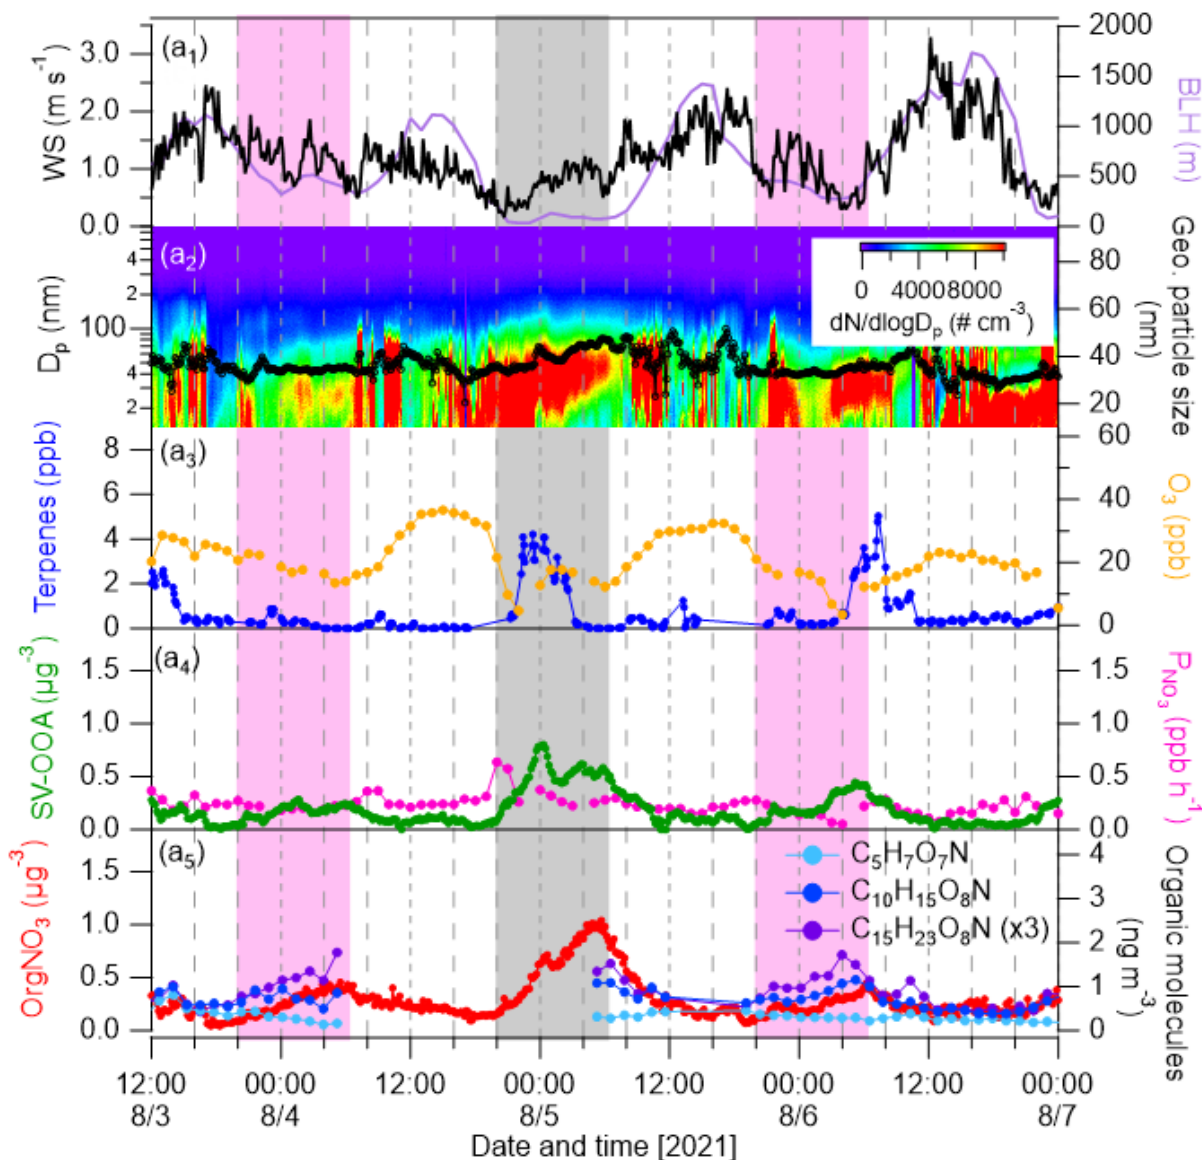 (a₁)
WS (m s⁻¹)
3.0
2.0
1.0
0.0
2000
1500
1000
500
0
BLH (m)
(a₂)
Dₚ (nm)
4
2
100
4
2
80
60
40
20
Geo. particle size
(nm)
0 4000 8000
dN/dlogDₚ (# cm⁻³)
(a₃)
Terpenes (ppb)
8
6
4
2
0
60
40
20
0
O₃ (ppb)
(a₄)
SV-OOA (µg⁻³)
1.5
1.0
0.5
0.0
1.5
1.0
0.5
0.0
P_NO₃ (ppb h⁻¹)
(a₅)
OrgNO₃ (µg⁻³)
1.5
1.0
0.5
0.0
C₅H₇O₇N
C₁₀H₁₅O₈N
C₁₅H₂₃O₈N (x3)
4
3
2
1
0
Organic molecules
(ng m⁻³)
12:00 00:00 12:00 00:00 12:00 00:00 12:00 00:00
8/3 8/4 8/5 8/6 8/7
Date and time [2021]